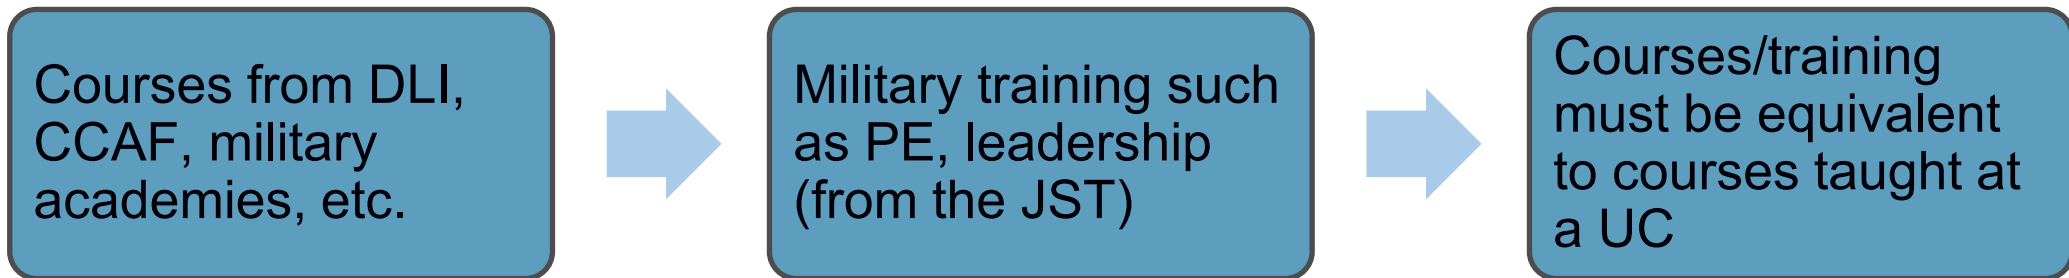 Courses from DLI,
CCAF, military
academies, etc.
Military training such
as PE, leadership
(from the JST)
Courses/training
must be equivalent
to courses taught at
a UC